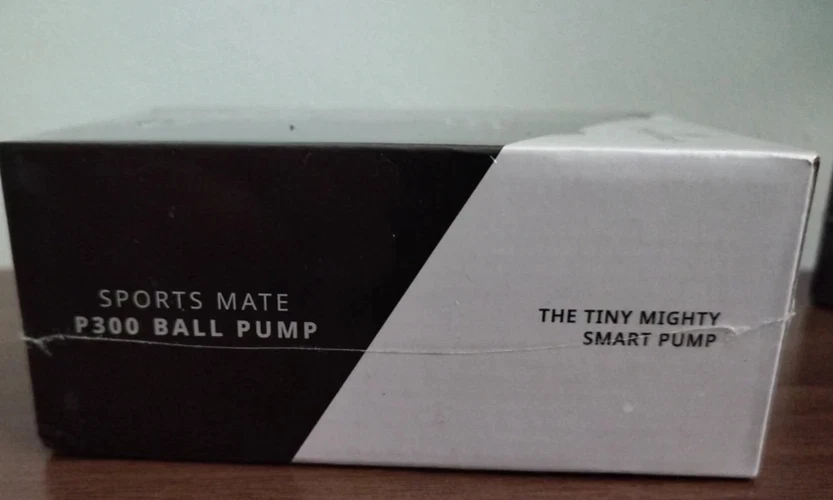 SPORTS MATE
P300 BALL PUMP
THE TINY MIGHTY
SMART PUMP